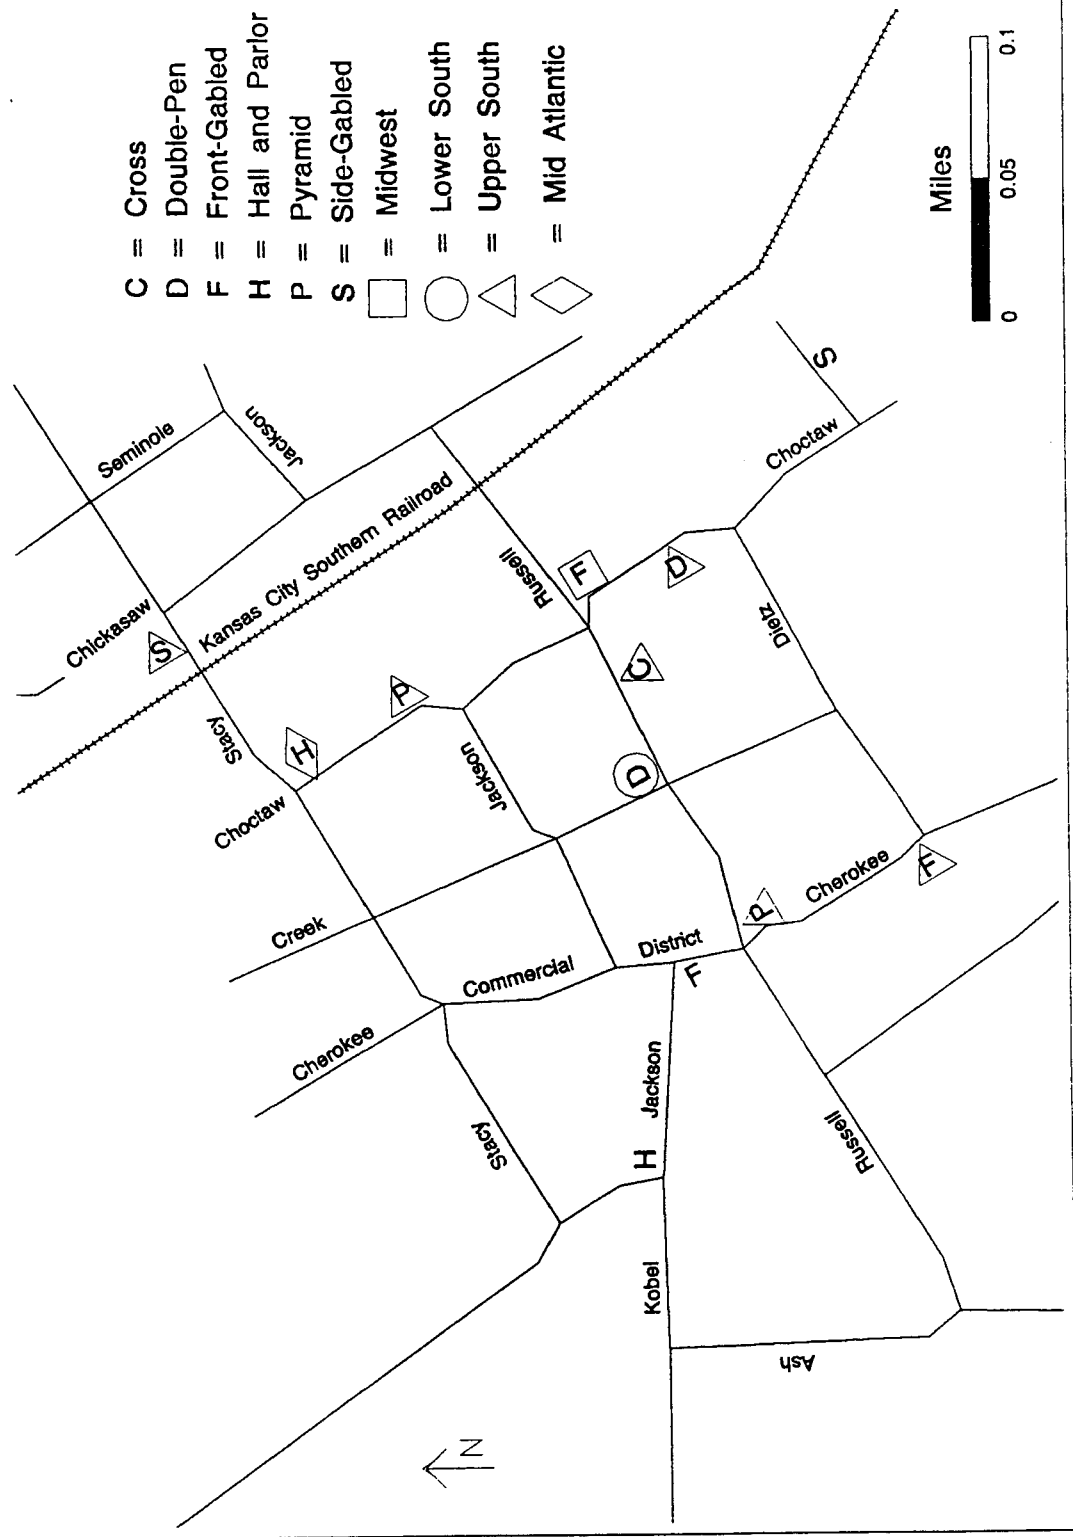 C = Cross
D = Double-Pen
F = Front-Gabled
H = Hall and Parlor
P = Pyramid
S = Side-Gabled
= Midwest
= Lower South
= Upper South
= Mid Atlantic
Miles
0 0.05 0.1
Seminole
Jackson
Chickasaw
S
Kansas City Southern Railroad
Stacy
H
P
Choctaw
Russell
F
D
Choctaw
S
Jackson
C
Dietz
D
Creek
Commercial
District
F
P
Cherokee
F
Cherokee
Stacy
H
Jackson
Russell
Kobel
Ash
N